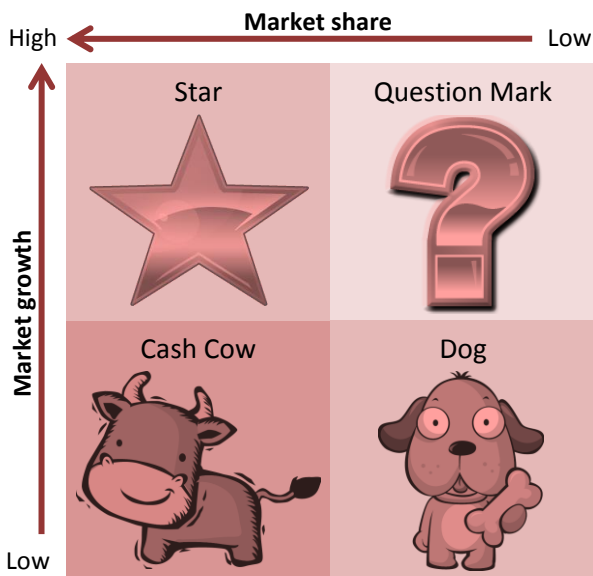 Market share
High
Low
Star
Question Mark
Market growth
Cash Cow
Dog
Low